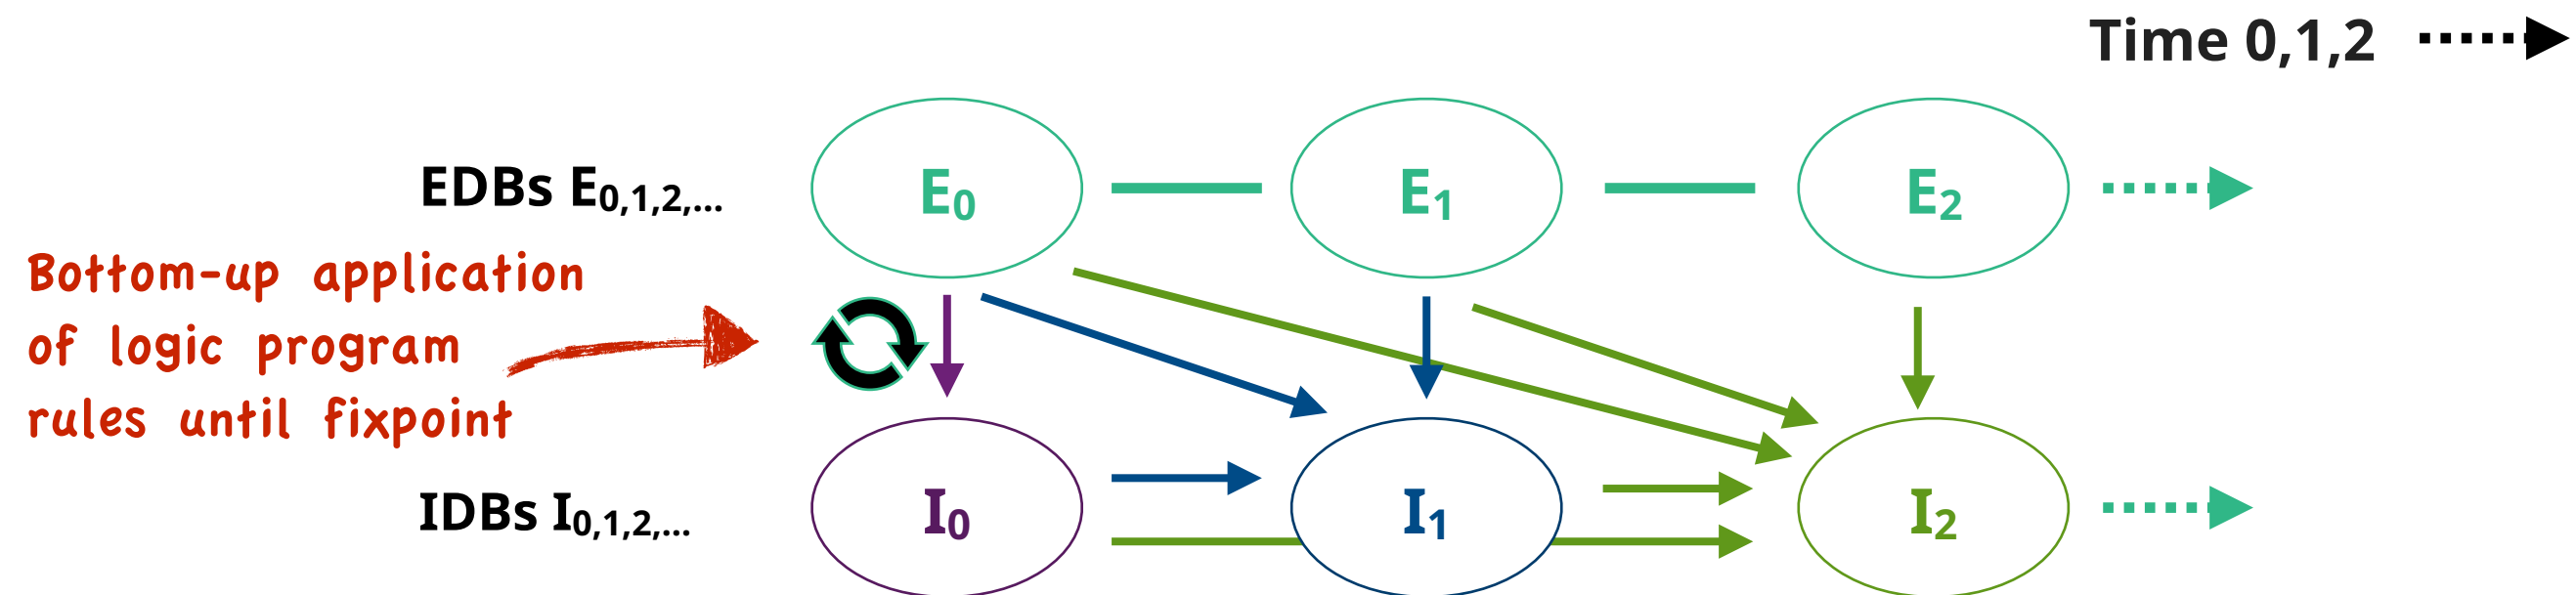 Time 0,1,2
EDBs E0,1,2,...
E0
E1
E2
Bottom-up application
of logic program
rules until fixpoint
IDBs I0,1,2,...
I0
I1
I2